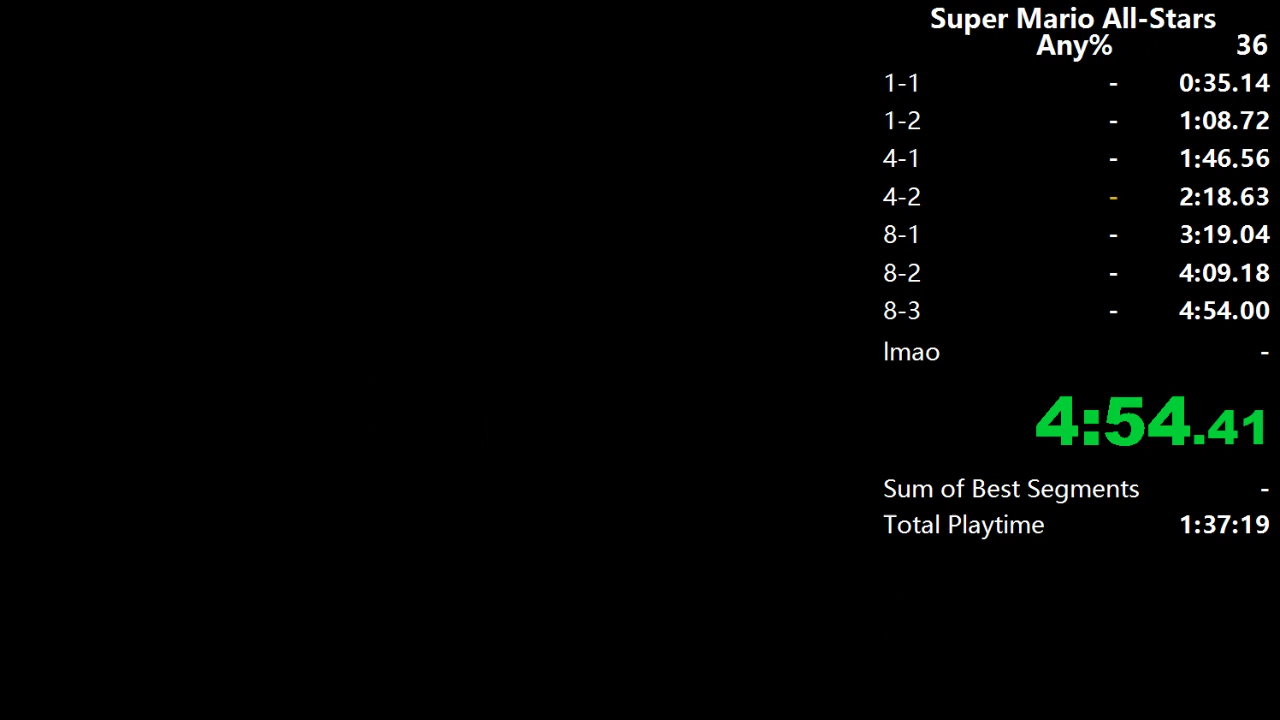 Super Mario All-Stars
Any% 36
1-1 - 0:35.14
1-2 - 1:08.72
4-1 - 1:46.56
4-2 - 2:18.63
8-1 - 3:19.04
8-2 - 4:09.18
8-3 - 4:54.00
lmao -
4:54.41
Sum of Best Segments -
Total Playtime 1:37:19